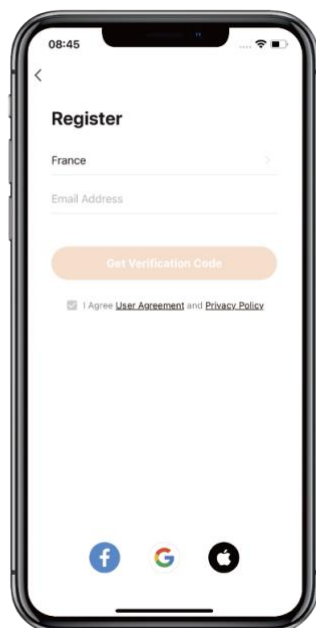 08:45
Register
France
Email Address
Get Verification Code
I Agree User Agreement and Privacy Policy